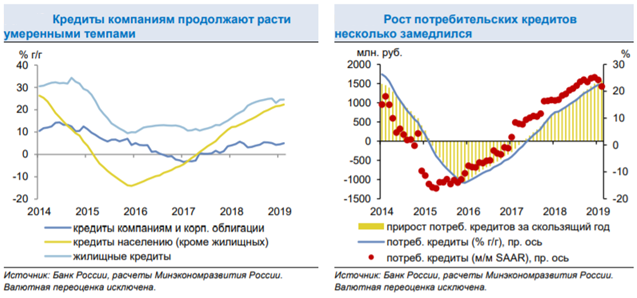 Кредиты компаниям продолжают расти
умеренными темпами
% г/г
40
30
20
10
0
-10
-20
2014 2015 2016 2017 2018 2019
кредиты компаниям и корп. облигации
кредиты населению (кроме жилищных)
жилищные кредиты
Источник: Банк России, расчеты Минэкономразвития России.
Валютная переоценка исключена.
Рост потребительских кредитов
несколько замедлился
млн. руб. %
2000 30
1500
1000 20
500 10
0
-500 0
-1000 -10
-1500 -20
2014 2015 2016 2017 2018 2019
прирост потреб. кредитов за скользящий год
потреб. кредиты (% г/г), пр. ось
потреб. кредиты (м/м SAAR), пр. ось
Источник: Банк России, расчеты Минэкономразвития России.
Валютная переоценка исключена.